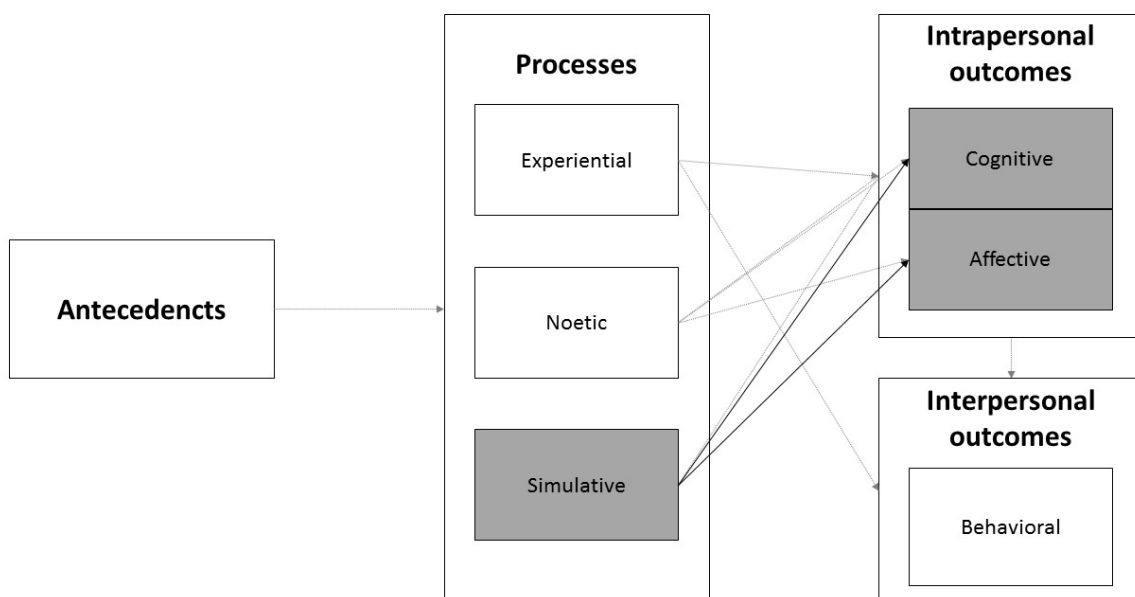 Antecedencts
Processes
Experiential
Noetic
Simulative
Intrapersonal
outcomes
Cognitive
Affective
Interpersonal
outcomes
Behavioral